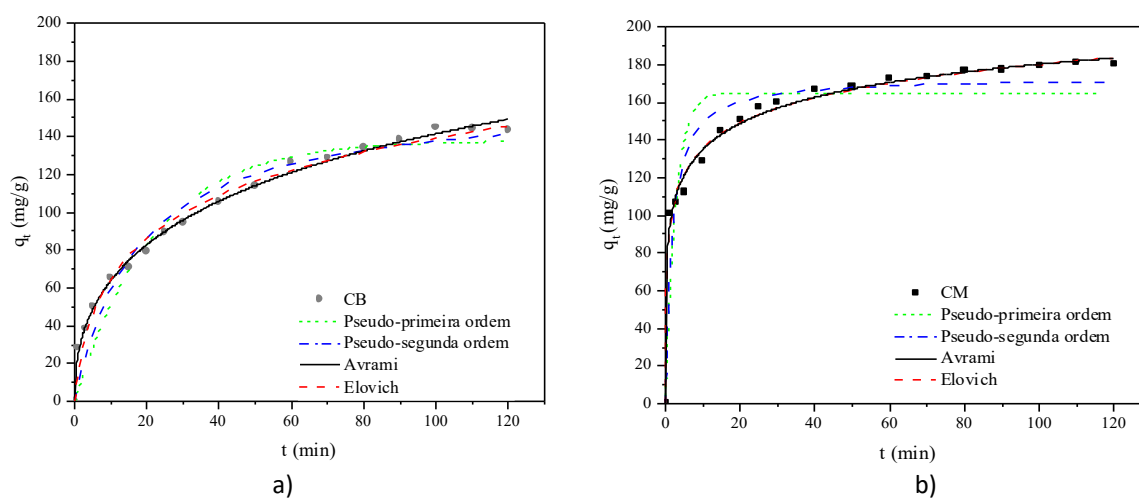 200
180
160
140
120
100
80
60
40
20
0
q_t (mg/g)
CB
Pseudo-primeira ordem
Pseudo-segunda ordem
Avrami
Elovich
0 20 40 60 80 100 120
t (min)
a)
200
180
160
140
120
100
80
60
40
20
0
q_t (mg/g)
CM
Pseudo-primeira ordem
Pseudo-segunda ordem
Avrami
Elovich
0 20 40 60 80 100 120
t (min)
b)